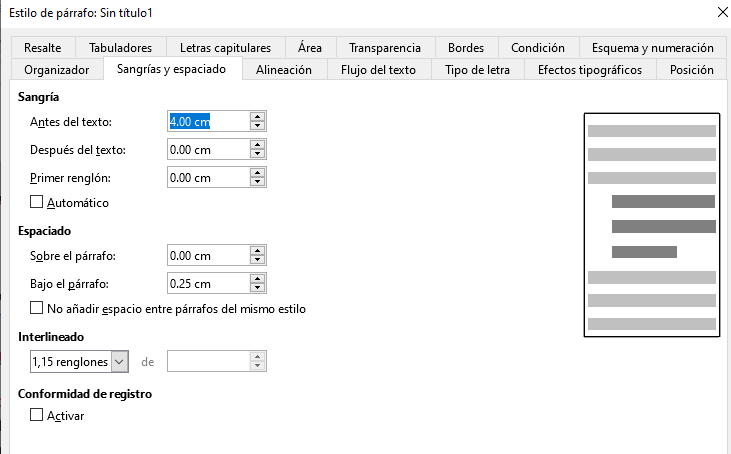 Estilo de párrafo: Sin título1
Resalte Tabuladores Letras capitulares Área Transparencia Bordes Condición Esquema y numeración
Organizador Sangrías y espaciado Alineación Flujo del texto Tipo de letra Efectos tipográficos Posición
Sangría
Antes del texto: 4.00 cm
Después del texto: 0.00 cm
Primer renglón: 0.00 cm
Automático
Espaciado
Sobre el párrafo: 0.00 cm
Bajo el párrafo: 0.25 cm
No añadir espacio entre párrafos del mismo estilo
Interlineado
1,15 renglones de
Conformidad de registro
Activar